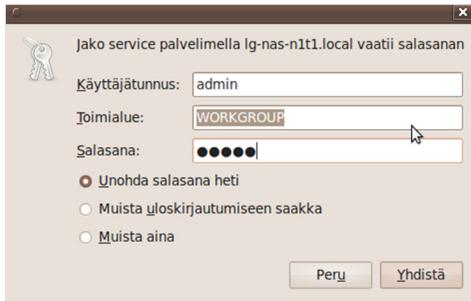 Jako service palvelimella lg-nas-n1t1.local vaatii salasanan
Käyttäjätunnus: admin
Toimialue: WORKGROUP
Salasana: ●●●●●
Unohda salasana heti
Muista uloskirjautumiseen saakka
Muista aina
Peru Yhdistä